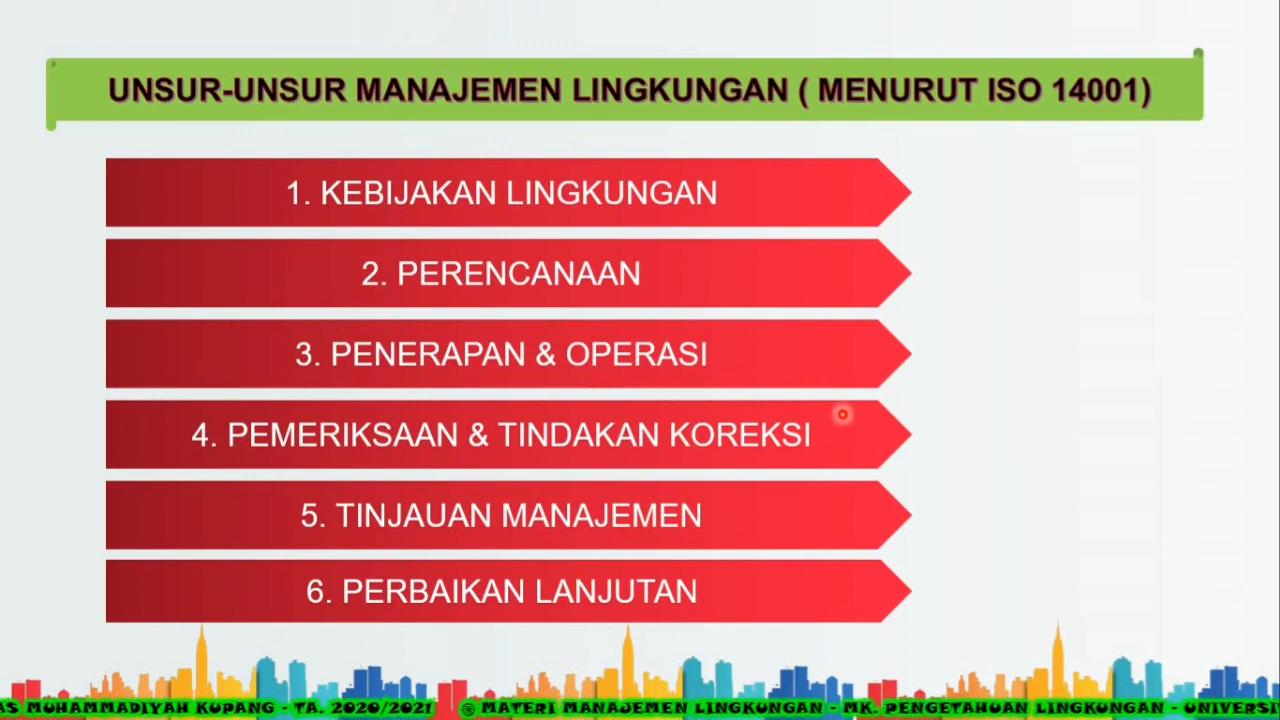 UNSUR-UNSUR MANAJEMEN LINGKUNGAN ( MENURUT ISO 14001)
1. KEBIJAKAN LINGKUNGAN
2. PERENCANAAN
3. PENERAPAN & OPERASI
4. PEMERIKSAAN & TINDAKAN KOREKSI
5. TINJAUAN MANAJEMEN
6. PERBAIKAN LANJUTAN
AS MUHAMMADIYAH KUPANG - TA. 2020/2021 @ MATERI MANAJEMEN LINGKUNGAN - MK. PENGETAHUAN LINGKUNGAN - UNIVERSI